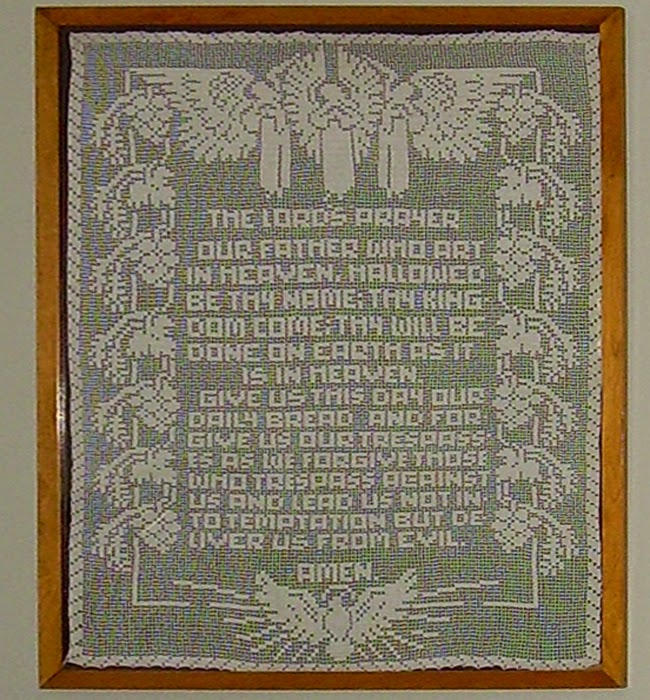 THE LORDS PRAYER
OUR FATHER WHO ART
IN HEAVEN. HALLOWED
BE THY NAME: THY KING-
DOM COME: THY WILL BE
DONE ON EARTH AS IT
IS IN HEAVEN
GIVE US THIS DAY OUR
DAILY BREAD AND FOR-
GIVE US OUR TRESPASS
ES AS WE FORGIVE THOSE
WHO TRESPASS AGAINST
US AND LEAD US NOT IN
TO TEMPTATION BUT DE
LIVER US FROM EVIL
AMEN.